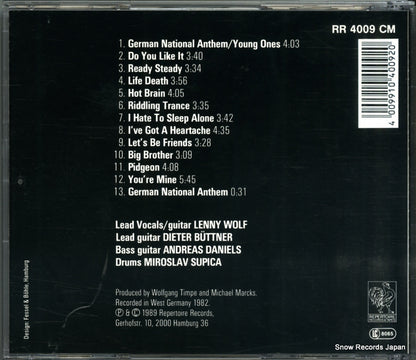 RR 4009 CM
1. German National Anthem/Young Ones 4:03
2. Do You Like It 3:40
3. Ready Steady 3:34
4. Life Death 3:56
5. Hot Brain 4:05
6. Riddling Trance 3:35
7. I Hate To Sleep Alone 3:42
8. I've Got A Heartache 4:35
9. Let's Be Friends 3:28
10. Big Brother 3:09
11. Pidgeon 4:08
12. You're Mine 5:45
13. German National Anthem 0:31
4 009910 400920
Lead Vocals/guitar LENNY WOLF
Lead guitar DIETER BÜTTNER
Bass guitar ANDREAS DANIELS
Drums MIROSLAV SUPICA
Produced by Wolfgang Timpe and Michael Marcks.
Recorded in West Germany 1982.
℗ & © 1989 Repertoire Records,
Gerhofsr. 10, 2000 Hamburg 36
Design: Fessel & Böhle, Hamburg
REPERTOIRE
RECORDS
LC 8065
Snow Records Japan